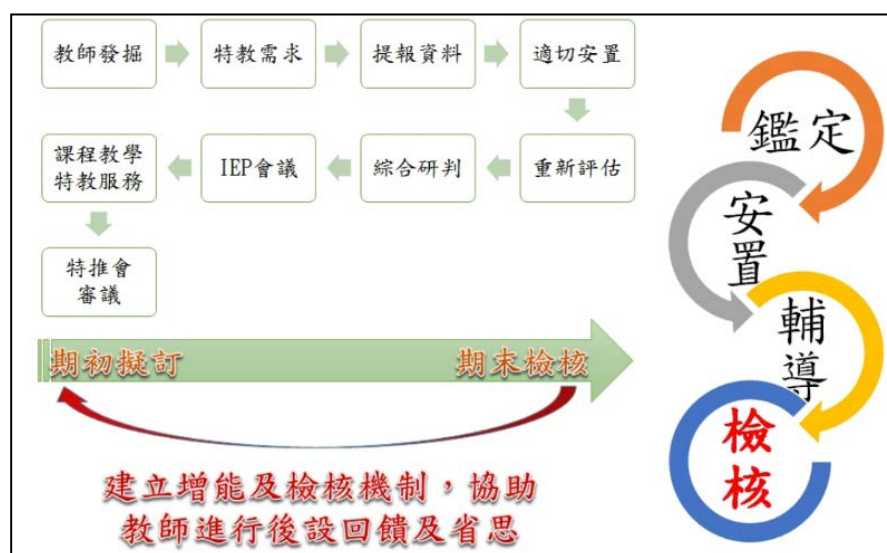 教師發掘
特教需求
提報資料
適切安置
重新評估
綜合研判
IEP會議
課程教學
特教服務
特推會
審議
期初擬訂
期末檢核
建立增能及檢核機制，協助
教師進行後設回饋及省思
鑑定
安置
輔導
檢核